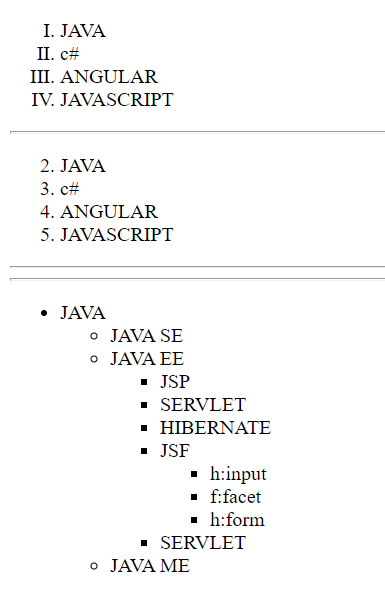 I. JAVA
II. c#
III. ANGULAR
IV. JAVASCRIPT
2. JAVA
3. c#
4. ANGULAR
5. JAVASCRIPT
• JAVA
◦ JAVA SE
◦ JAVA EE
▪ JSP
▪ SERVLET
▪ HIBERNATE
▪ JSF
▪ h:input
▪ f:facet
▪ h:form
▪ SERVLET
◦ JAVA ME